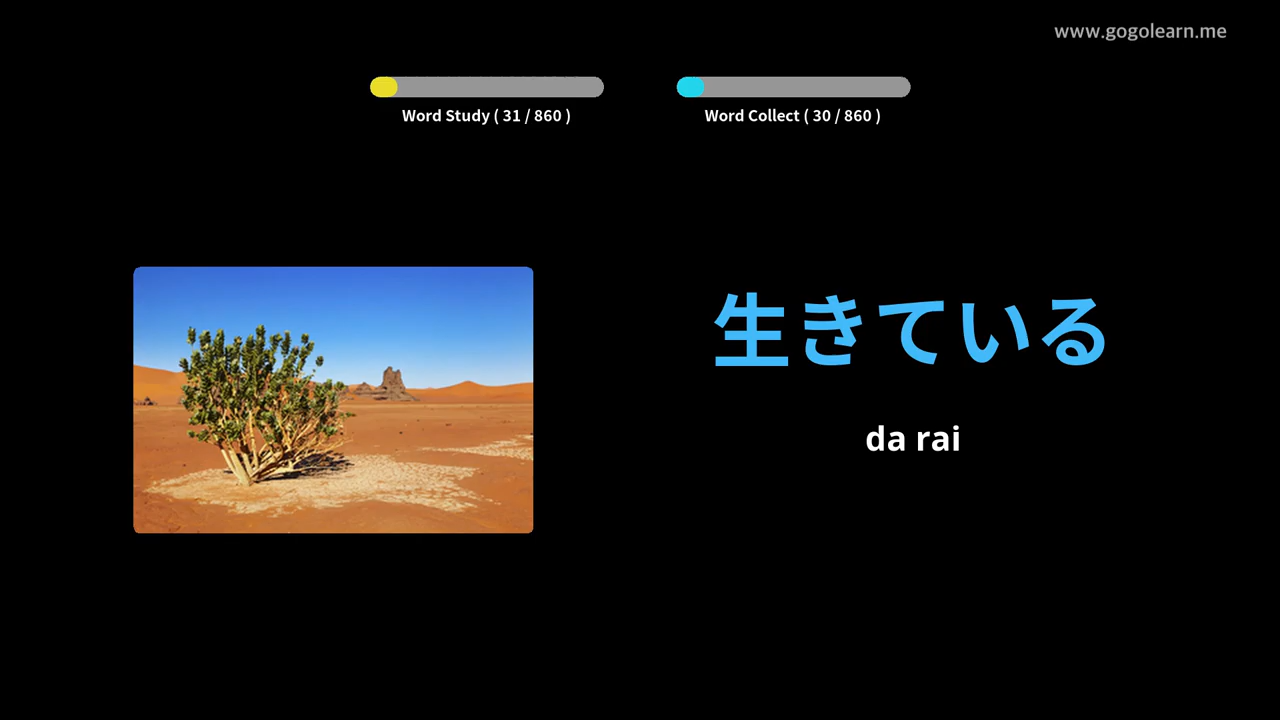 www.gogolearn.me
Word Study ( 31 / 860 )
Word Collect ( 30 / 860 )
生きている
da rai